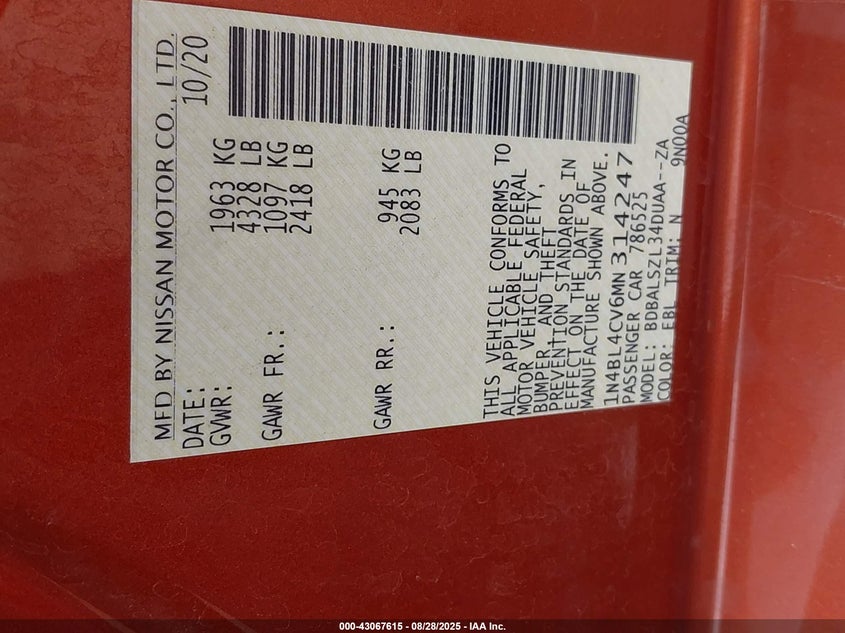 MFD BY NISSAN MOTOR CO., LTD.
DATE: 10/20
GVWR: 1963 KG
4328 LB
GAWR FR.: 1097 KG
2418 LB
GAWR RR.: 945 KG
2083 LB
THIS VEHICLE CONFORMS TO
ALL APPLICABLE FEDERAL
MOTOR VEHICLE SAFETY,
BUMPER, AND THEFT
PREVENTION STANDARDS IN
EFFECT ON THE DATE OF
MANUFACTURE SHOWN ABOVE.
1N4BL4CV6MN314247
PASSENGER CAR 786525
MODEL: BDBALSZL34DUAA--ZA
COLOR: EBL TRIM: N 9N00A
000-43067615 - 08/28/2025 - IAA Inc.